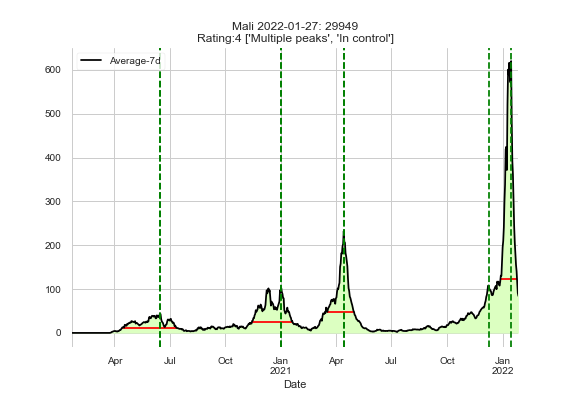 Mali 2022-01-27: 29949
Rating:4 ['Multiple peaks', 'In control']
Average-7d
600
500
400
300
200
100
0
Apr Jul Oct Jan Apr Jul Oct Jan
2021 2022
Date